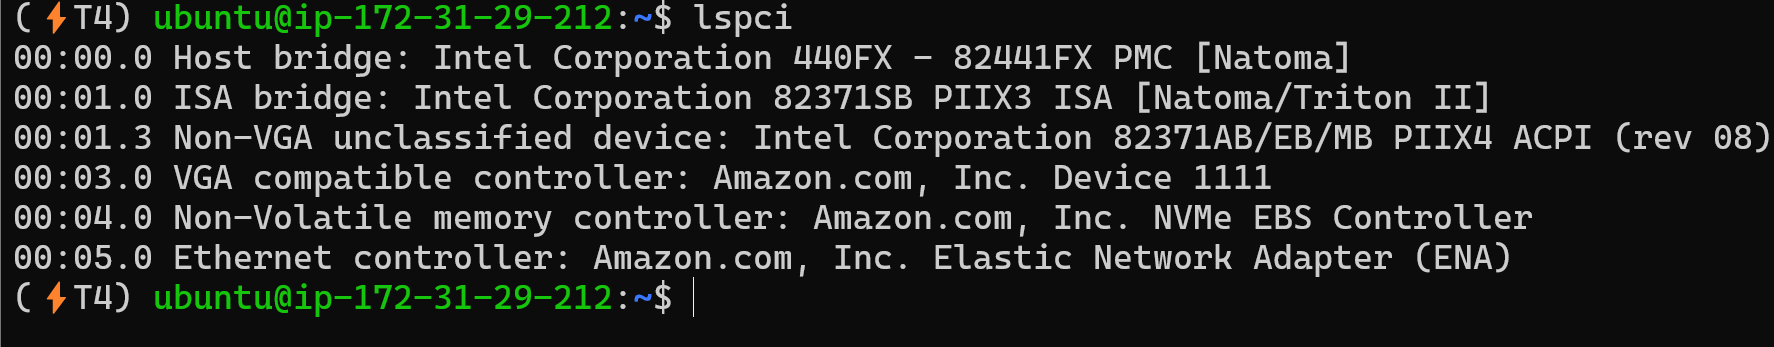 (⚡T4) ubuntu@ip-172-31-29-212:~$ lspci
00:00.0 Host bridge: Intel Corporation 440FX - 82441FX PMC [Natoma]
00:01.0 ISA bridge: Intel Corporation 82371SB PIIX3 ISA [Natoma/Triton II]
00:01.3 Non-VGA unclassified device: Intel Corporation 82371AB/EB/MB PIIX4 ACPI (rev 08)
00:03.0 VGA compatible controller: Amazon.com, Inc. Device 1111
00:04.0 Non-Volatile memory controller: Amazon.com, Inc. NVMe EBS Controller
00:05.0 Ethernet controller: Amazon.com, Inc. Elastic Network Adapter (ENA)
(⚡T4) ubuntu@ip-172-31-29-212:~$